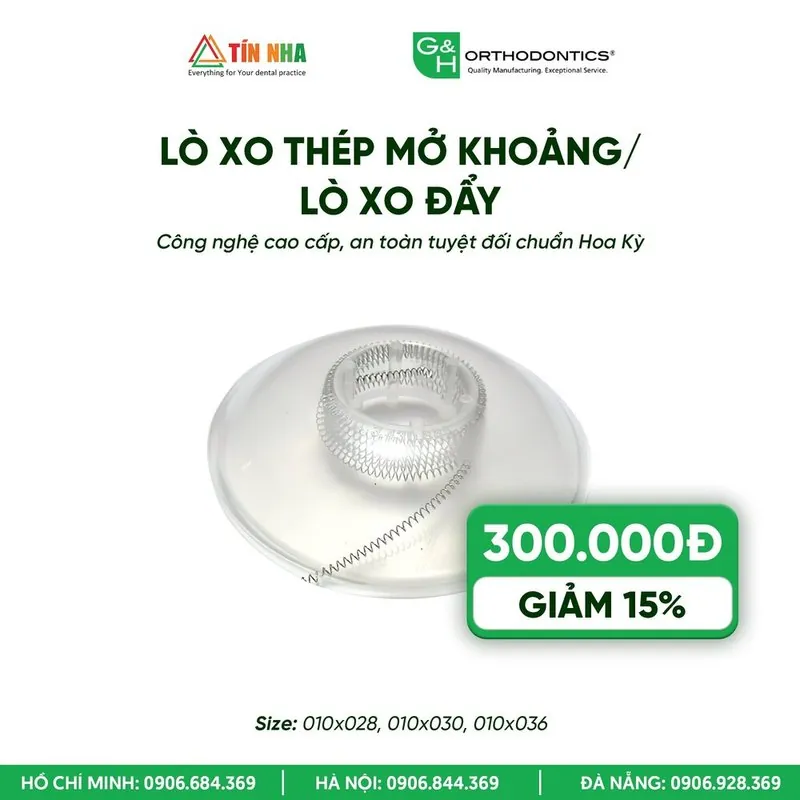 TÍN NHA
Everything for Your dental practice
G&H ORTHODONTICS®
Quality Manufacturing. Exceptional Service.
LÒ XO THÉP MỞ KHOẢNG/
LÒ XO ĐẨY
Công nghệ cao cấp, an toàn tuyệt đối chuẩn Hoa Kỳ
300.000Đ
GIẢM 15%
Size: 010x028, 010x030, 010x036
HỒ CHÍ MINH: 0906.684.369 | HÀ NỘI: 0906.844.369 | ĐÀ NẴNG: 0906.928.369